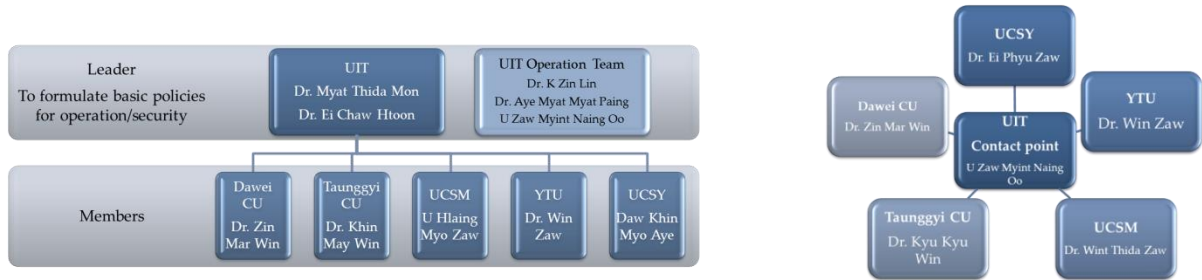 Leader
To formulate basic policies
for operation/security
UIT
Dr. Myat Thida Mon
Dr. Ei Chaw Htoon
UIT Operation Team
Dr. K Zin Lin
Dr. Aye Myat Myat Paing
U Zaw Myint Naing Oo
Members
Dawei
CU
Dr. Zin
Mar Win
Taunggyi
CU
Dr. Khin
May Win
UCSM
U Hlaing
Myo Zaw
YTU
Dr. Win
Zaw
UCSY
Daw Khin
Myo Aye
UCSY
Dr. Ei Phyu Zaw
YTU
Dr. Win Zaw
UCSM
Dr. Wint Thida Zaw
Taunggyi CU
Dr. Kyu Kyu
Win
Dawei CU
Dr. Zin Mar Win
UIT
Contact point
U Zaw Myint Naing
Oo